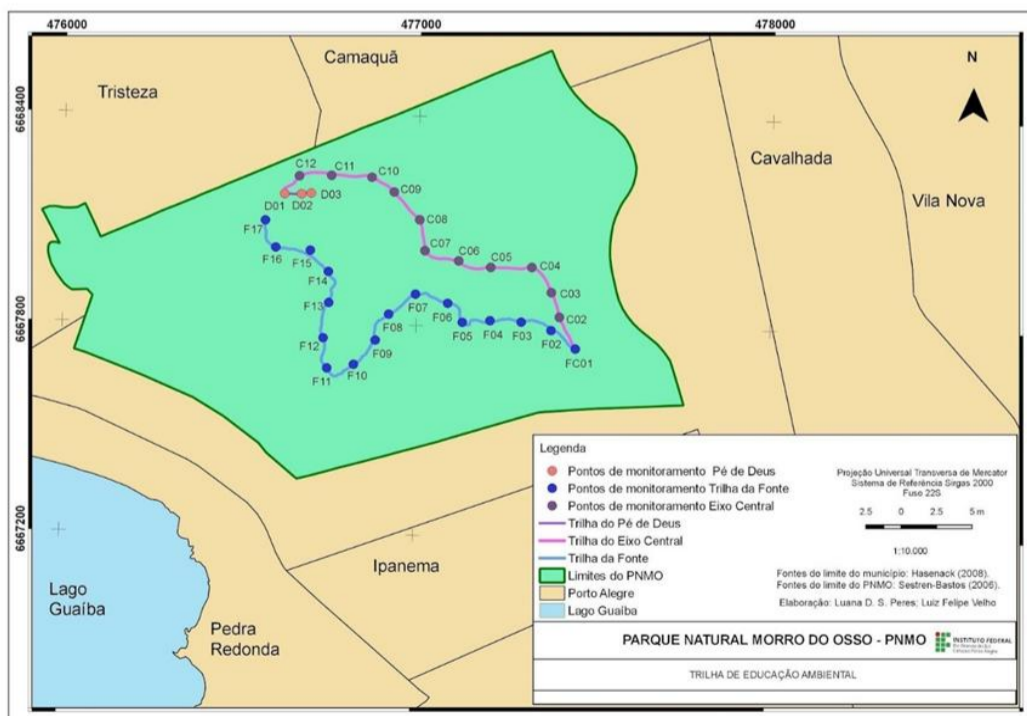 476000
477000
478000
6668400
6667800
6667200
N
Camaquã
Tristeza
Cavalhada
Vila Nova
C12
C11
C10
D03
D01
D02
C09
F17
C08
C07
C06
C05
C04
F16
F15
F14
C03
F13
F07
F06
C02
F08
F05
F04
F03
F02
F12
F09
FC01
F11
F10
Ipanema
Lago
Guaíba
Pedra
Redonda
Legenda
Pontos de monitoramento Pé de Deus
Pontos de monitoramento Trilha da Fonte
Pontos de monitoramento Eixo Central
Trilha do Pé de Deus
Trilha do Eixo Central
Trilha da Fonte
Limites do PNMO
Porto Alegre
Lago Guaíba
Projeção Universal Transversa de Mercator
Sistema de Referência Sirgas 2000
Fuso 22S
2.5 0 2.5 5 m
1:10.000
Fontes do limite do município: Hasenack (2008).
Fontes do limite do PNMO: Sestren-Bastos (2006).
Elaboração: Luana D. S. Peres; Luiz Felipe Velho
PARQUE NATURAL MORRO DO OSSO - PNMO
INSTITUTO FEDERAL
TRILHA DE EDUCAÇÃO AMBIENTAL